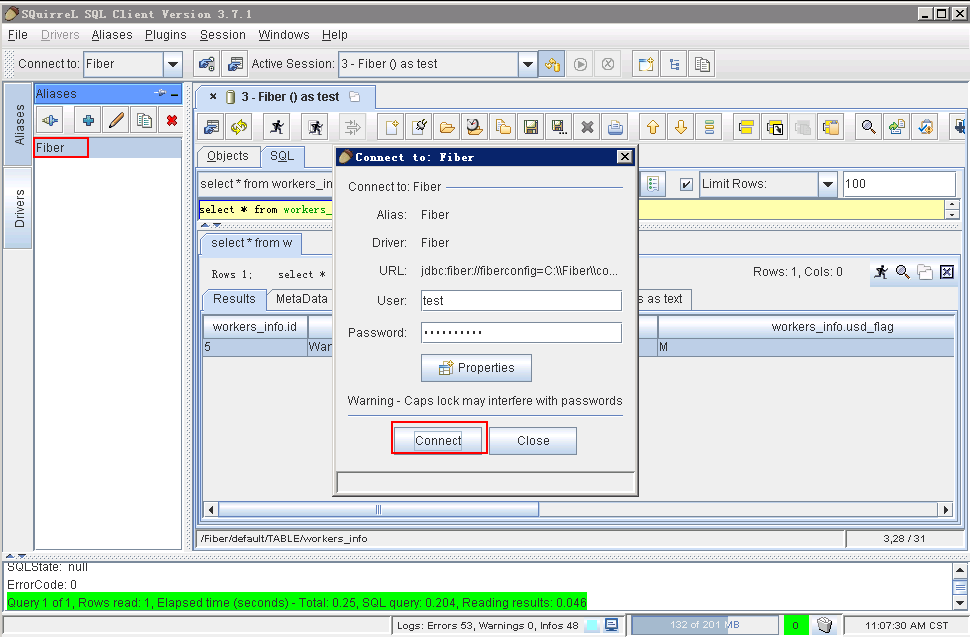 SQuirreL SQL Client Version 3.7.1
File Drivers Aliases Plugins Session Windows Help
Connect to: Fiber Active Session: 3 - Fiber () as test
Aliases
Drivers
Aliases
Fiber
3 - Fiber () as test
Objects SQL
select * from workers_in Limit Rows: 100
select * from workers_
select * from w
Rows 1; select * Rows: 1, Cols: 0
Results MetaData s as text
workers_info.id workers_info.usd_flag
5 War M
/Fiber/default/TABLE/workers_info 3,28 / 31
Connect to: Fiber
Connect to: Fiber
Alias: Fiber
Driver: Fiber
URL: jdbc:fiber://fiberconfig=C:\\Fiber\\co...
User: test
Password: ••••••••••
Properties
Warning - Caps lock may interfere with passwords
Connect Close
SQLState: null
ErrorCode: 0
Query 1 of 1, Rows read: 1, Elapsed time (seconds) - Total: 0.25, SQL query: 0.204, Reading results: 0.046
Logs: Errors 53, Warnings 0, Infos 48 132 of 201 MB 0 11:07:30 AM CST